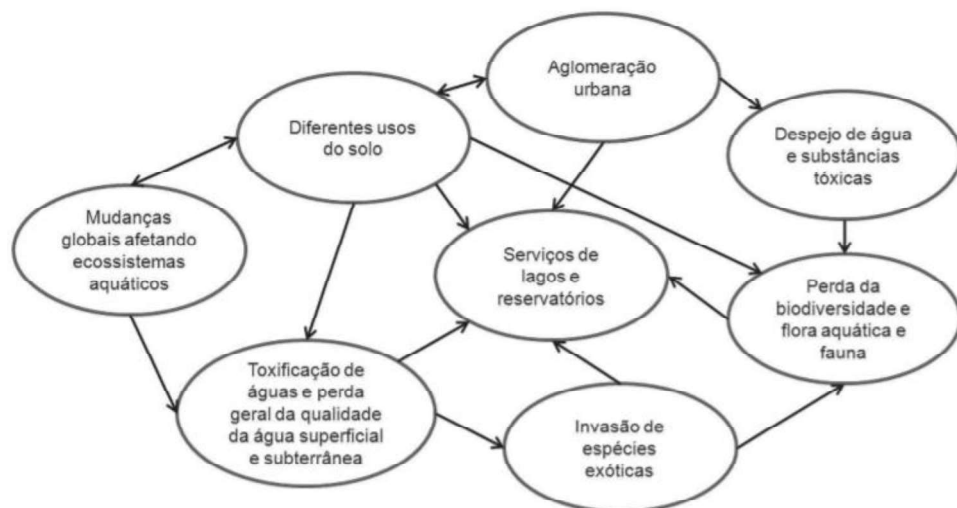 Aglomeração
urbana
Diferentes usos
do solo
Despejo de água
e substâncias
tóxicas
Mudanças
globais afetando
ecossistemas
aquáticos
Serviços de
lagos e
reservatórios
Perda da
biodiversidade e
flora aquática e
fauna
Toxificação de
águas e perda
geral da qualidade
da água superficial
e subterrânea
Invasão de
espécies
exóticas